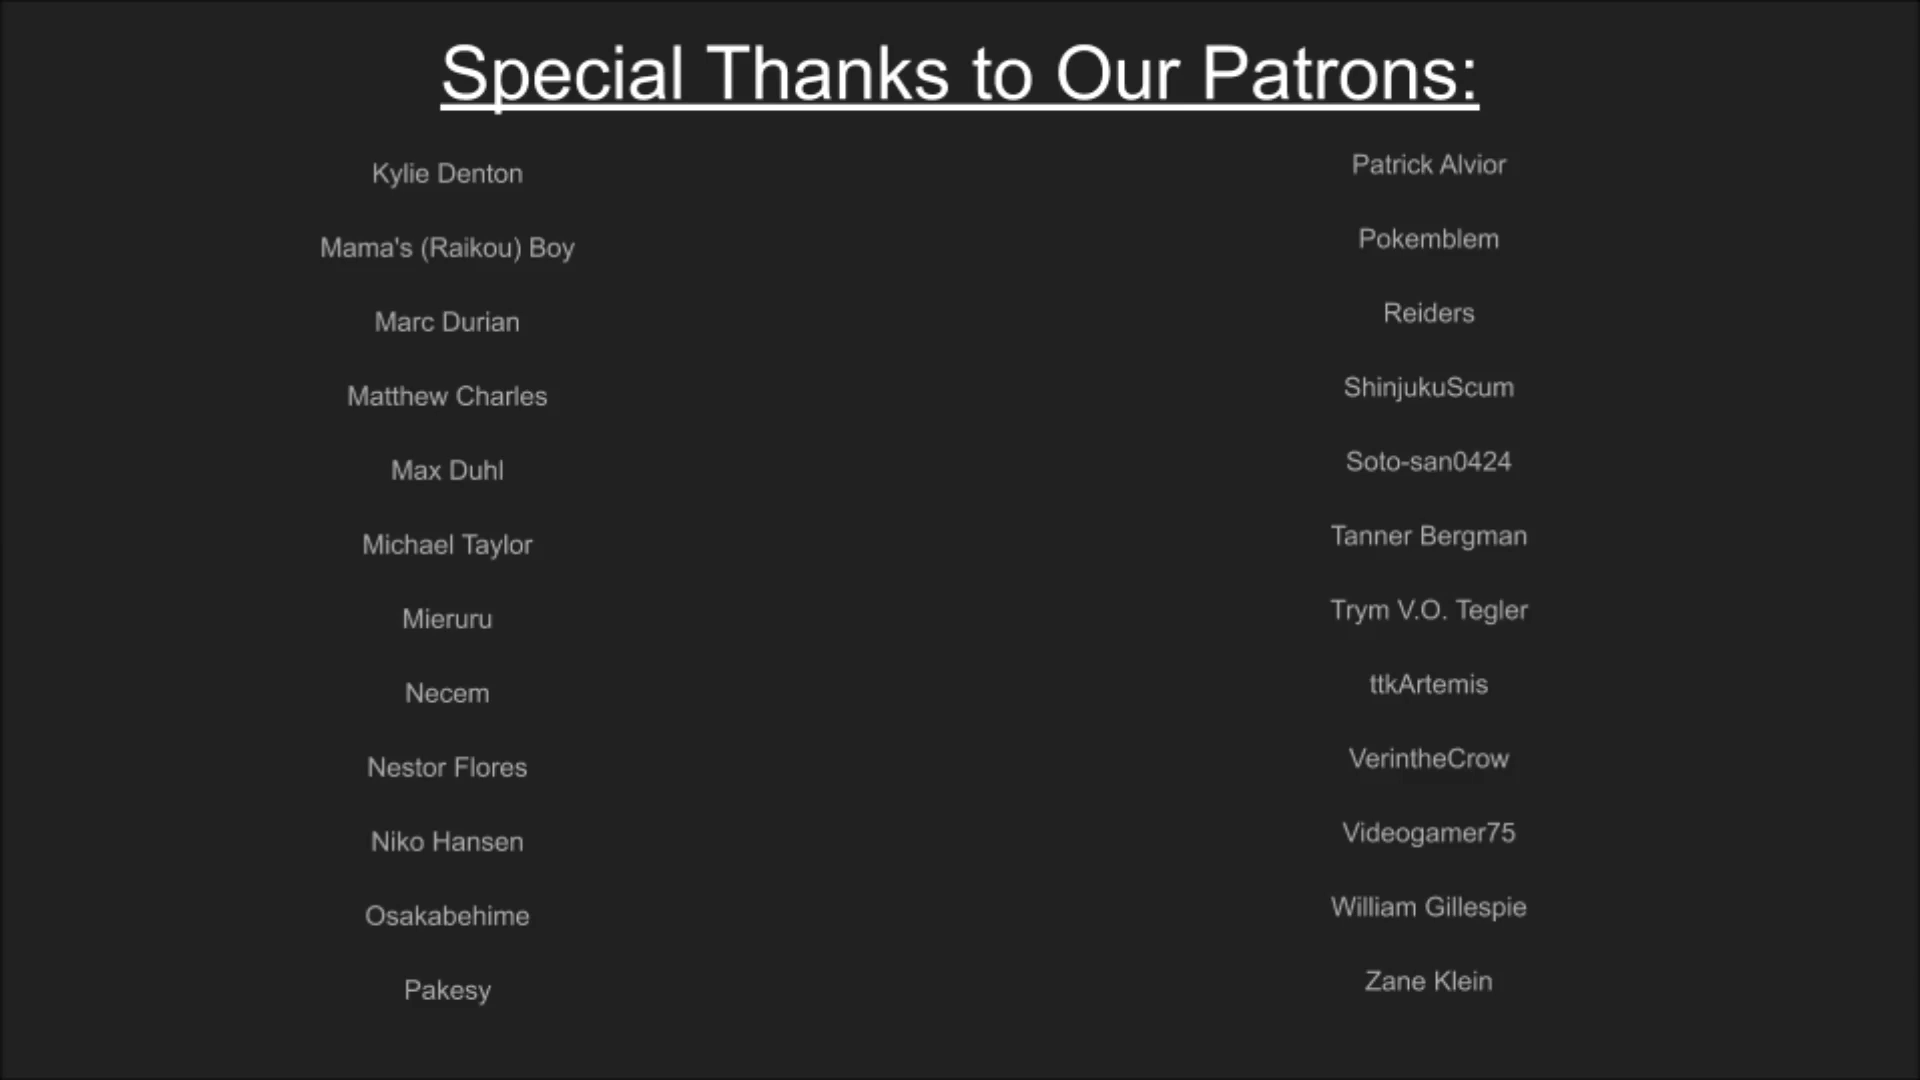 Special Thanks to Our Patrons:
Kylie Denton
Mama's (Raikou) Boy
Marc Durian
Matthew Charles
Max Duhl
Michael Taylor
Mieruru
Necem
Nestor Flores
Niko Hansen
Osakabehime
Pakesy
Patrick Alvior
Pokemblem
Reiders
ShinjukuScum
Soto-san0424
Tanner Bergman
Trym V.O. Tegler
ttkArtemis
VerintheCrow
Videogamer75
William Gillespie
Zane Klein